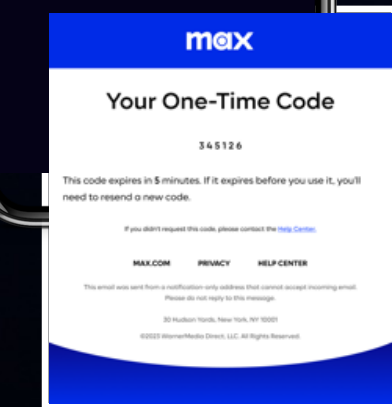 max
Your One-Time Code
345126
This code expires in 5 minutes. If it expires before you use it, you'll
need to resend a new code.
If you didn't request this code, please contact the Help Center.
MAX.COM PRIVACY HELP CENTER
This email was sent from a notification-only address that cannot accept incoming email.
Please do not reply to this message.
30 Hudson Yards, New York, NY 10001
©2023 WarnerMedia Direct, LLC. All Rights Reserved.